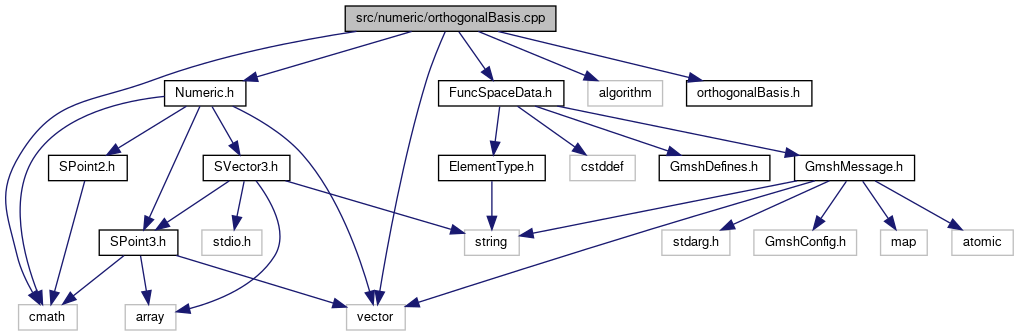 src/numeric/orthogonalBasis.cpp
Numeric.h
FuncSpaceData.h
algorithm
orthogonalBasis.h
SPoint2.h
SVector3.h
ElementType.h
cstddef
GmshDefines.h
GmshMessage.h
SPoint3.h
stdio.h
string
stdarg.h
GmshConfig.h
map
atomic
cmath
array
vector